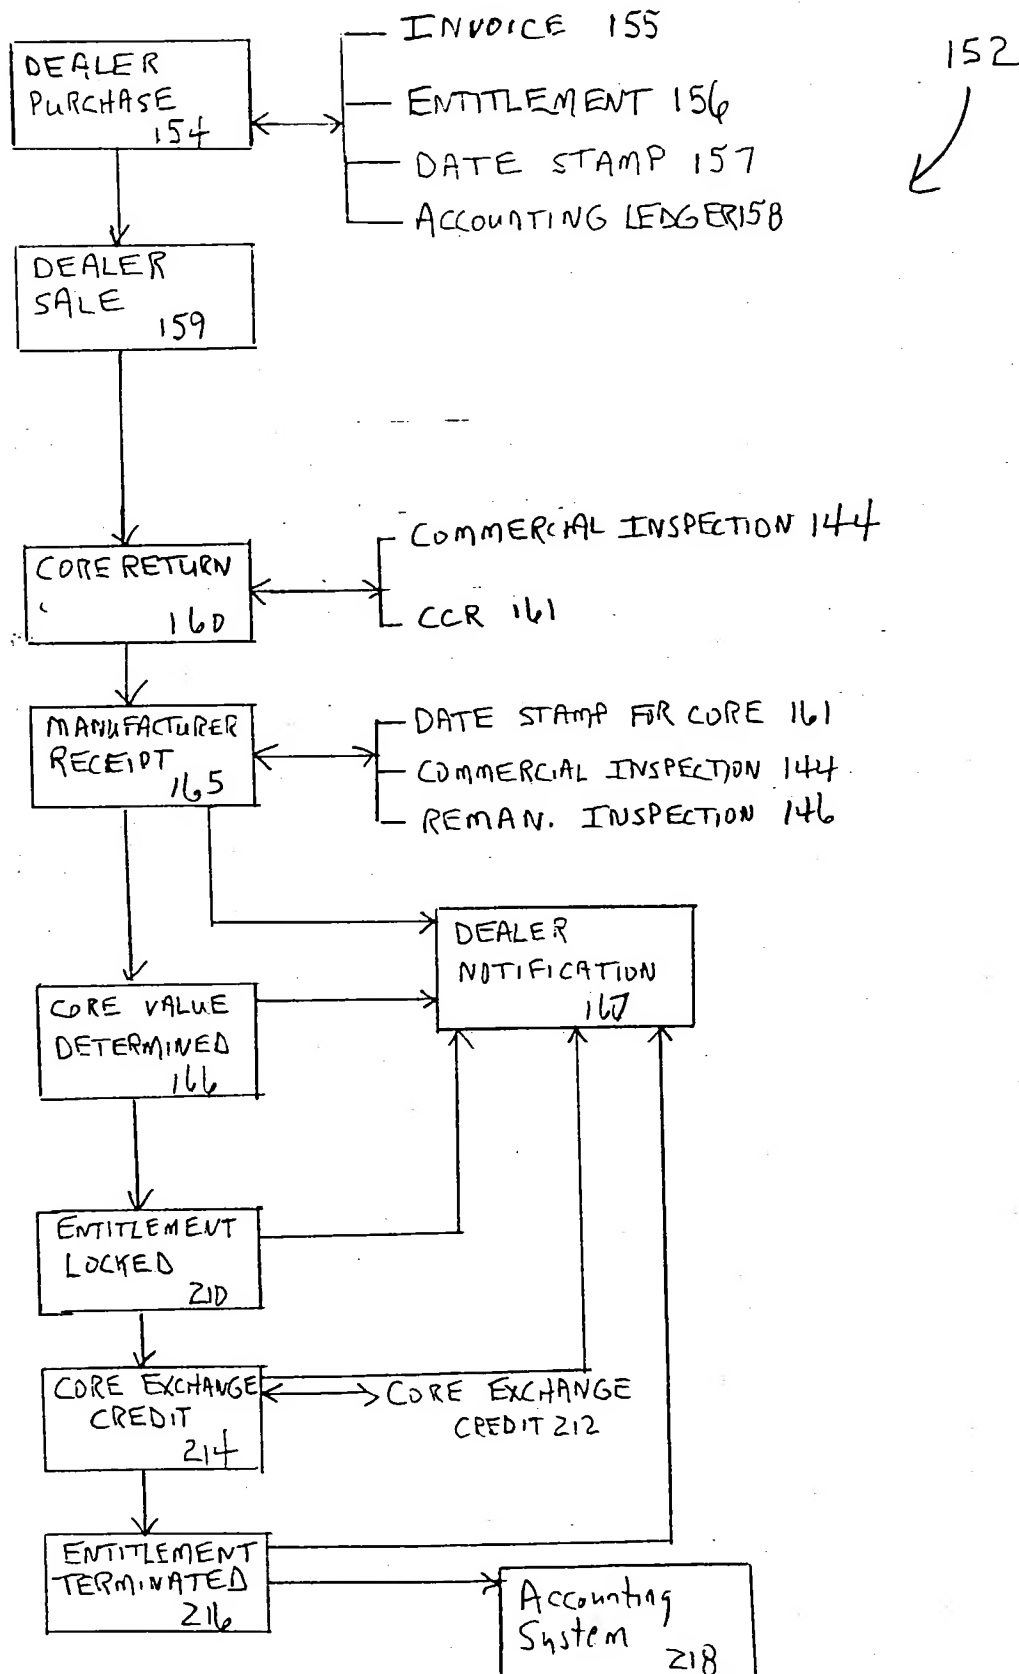 INVOICE 155
152
DEALER
PURCHASE
154
ENTITLEMENT 156
DATE STAMP 157
ACCOUNTING LEDGER 158
DEALER
SALE
159
COMMERCIAL INSPECTION 144
CORE RETURN
160
CCR 161
MANUFACTURER
RECEIPT
165
DATE STAMP FOR CORE 161
COMMERCIAL INSPECTION 144
REMAN. INSPECTION 146
DEALER
NOTIFICATION
167
CORE VALUE
DETERMINED
166
ENTITLEMENT
LOCKED
210
CORE EXCHANGE
CREDIT
214
CORE EXCHANGE
CREDIT 212
ENTITLEMENT
TERMINATED
216
Accounting
System
218